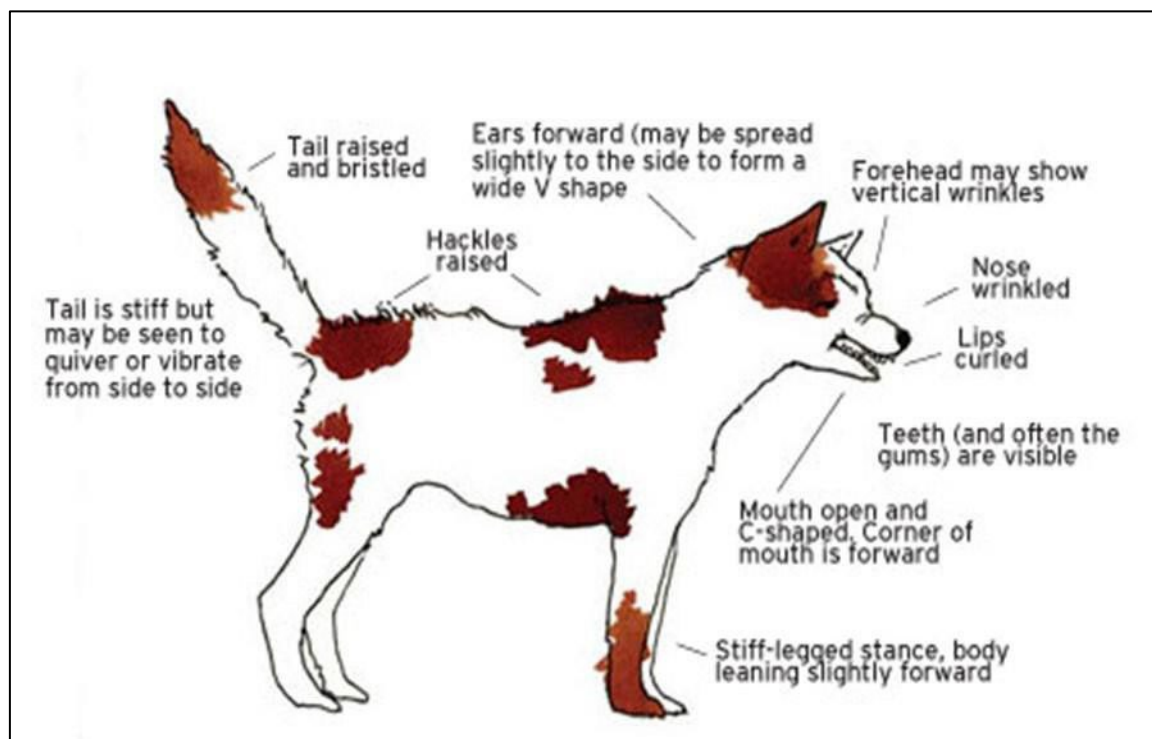 Tail raised
and bristled
Ears forward (may be spread
slightly to the side to form a
wide V shape
Forehead may show
vertical wrinkles
Hackles
raised
Nose
wrinkled
Tail is stiff but
may be seen to
quiver or vibrate
from side to side
Lips
curled
Teeth (and often the
gums) are visible
Mouth open and
C-shaped. Corner of
mouth is forward
Stiff-legged stance, body
leaning slightly forward